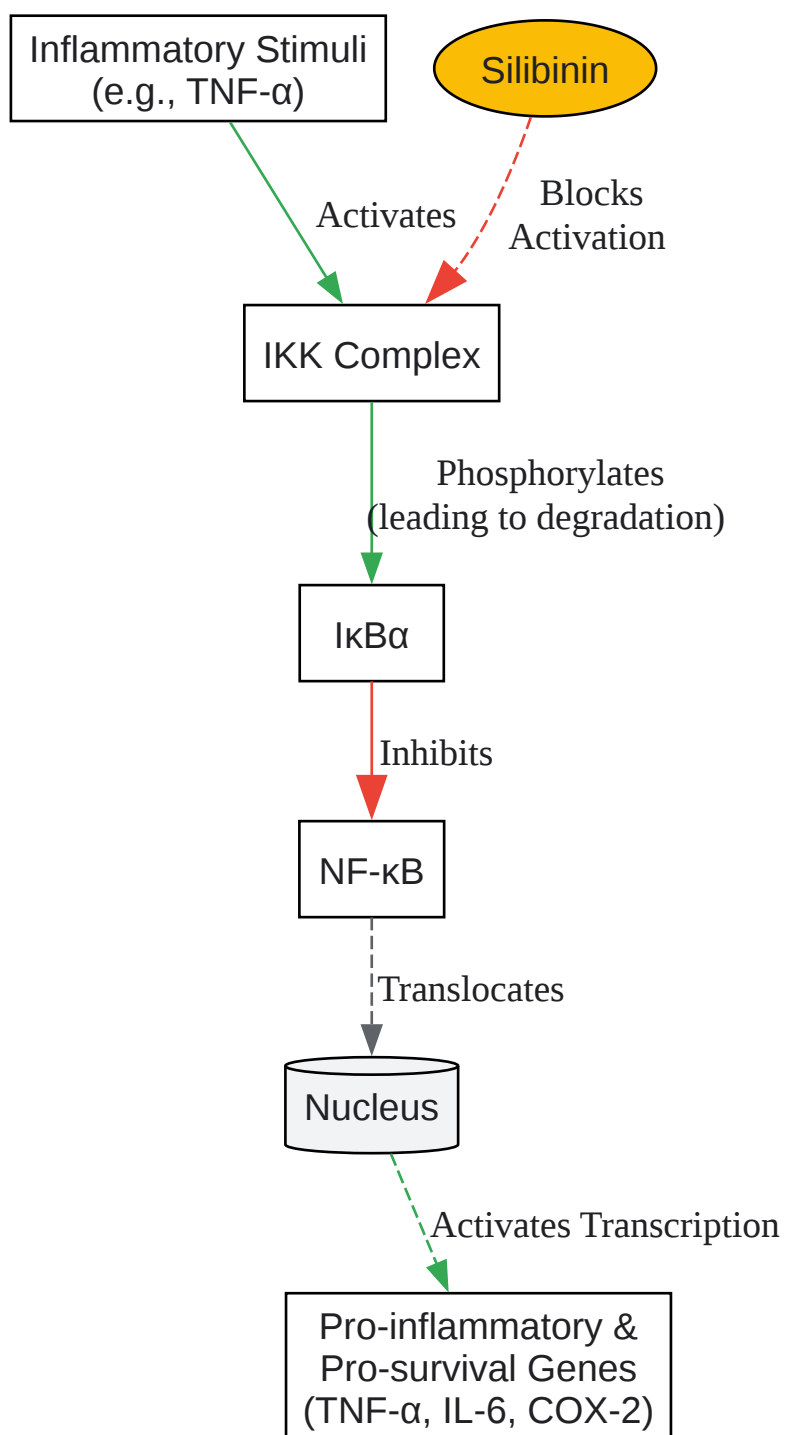 Inflammatory Stimuli
(e.g., TNF-α)
Silibinin
Activates
Blocks
Activation
IKK Complex
Phosphorylates
(leading to degradation)
IκBα
Inhibits
NF-κB
Translocates
Nucleus
Activates Transcription
Pro-inflammatory &
Pro-survival Genes
(TNF-α, IL-6, COX-2)